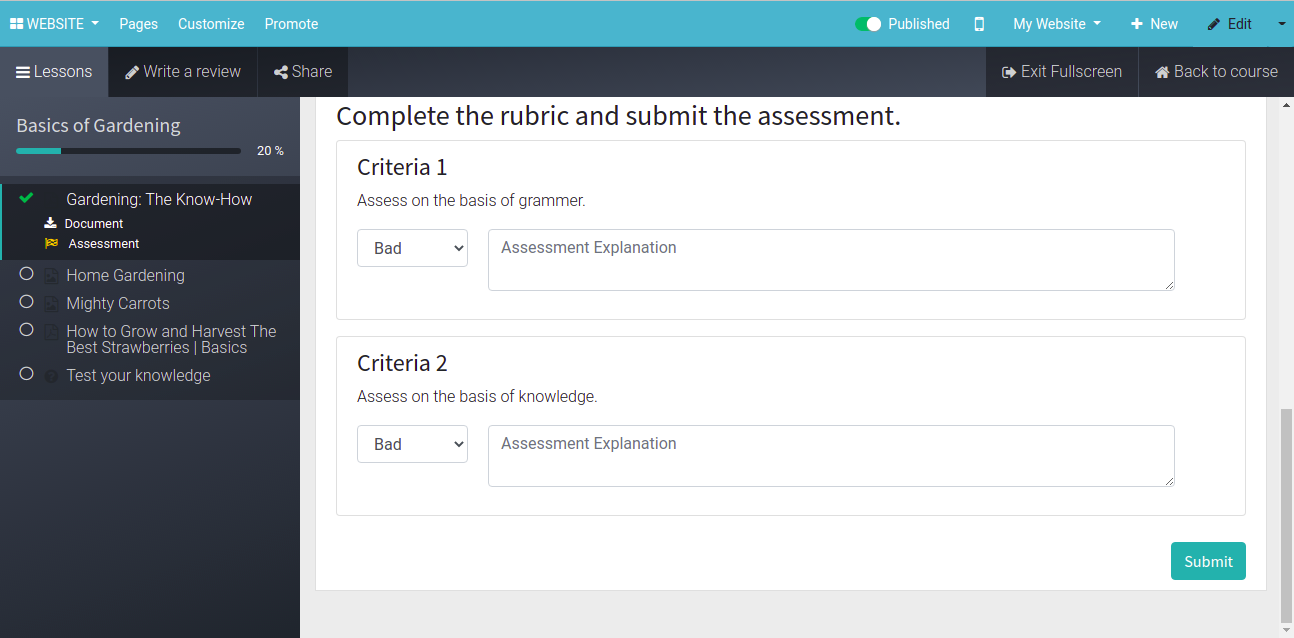 WEBSITE Pages Customize Promote Published My Website New Edit
Lessons Write a review Share Exit Fullscreen Back to course
Basics of Gardening
20 %
Gardening: The Know-How
Document
Assessment
Home Gardening
Mighty Carrots
How to Grow and Harvest The
Best Strawberries | Basics
Test your knowledge
Complete the rubric and submit the assessment.
Criteria 1
Assess on the basis of grammer.
Bad Assessment Explanation
Criteria 2
Assess on the basis of knowledge.
Bad Assessment Explanation
Submit